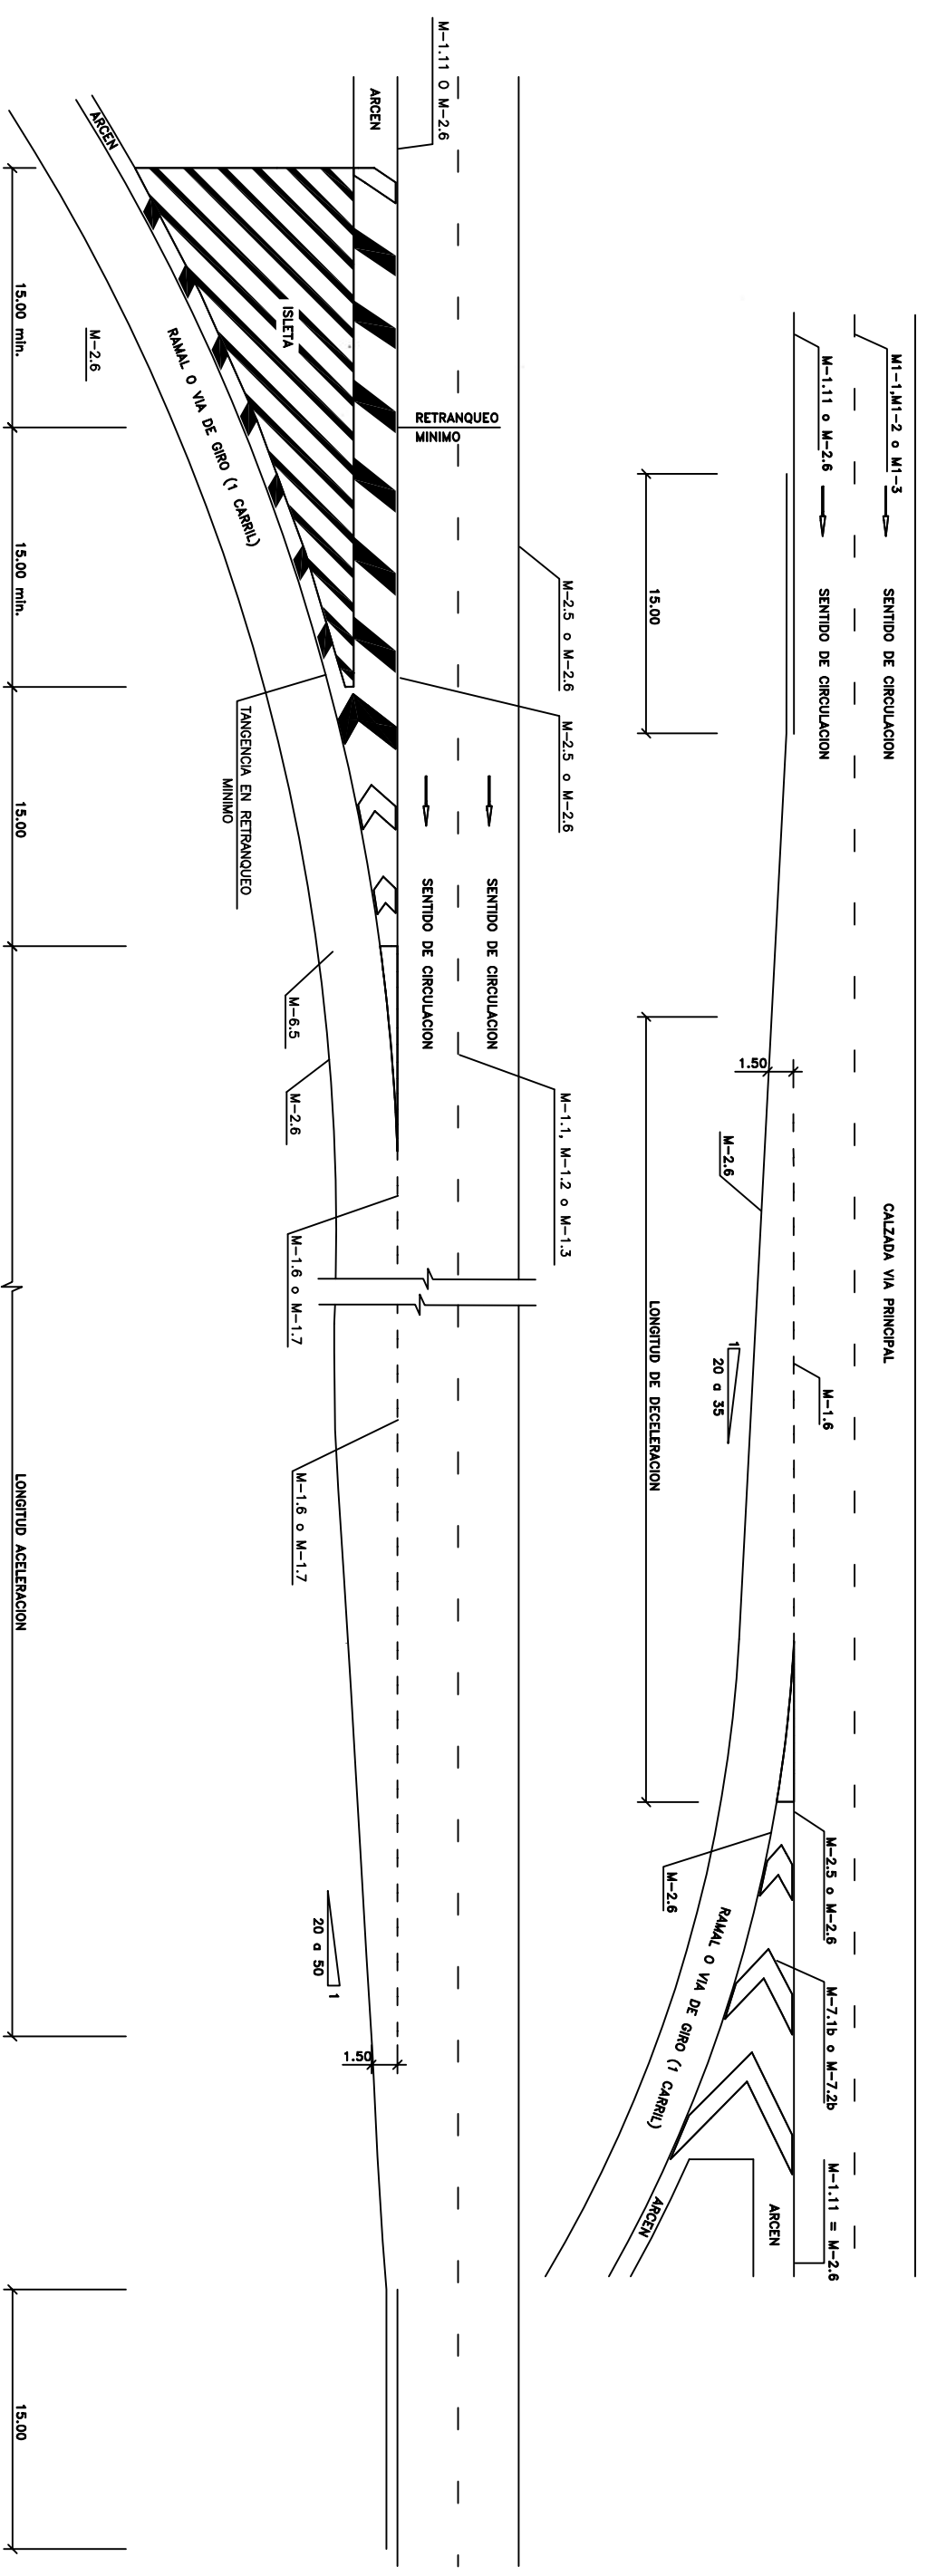 M1-1,M1-2 o M1-3
SENTIDO DE CIRCULACION
CALZADA VIA PRINCIPAL
M-1.11 o M-2.6
SENTIDO DE CIRCULACION
M-1.6
M-2.5 o M-2.6
M-7.1b o M-7.2b
M-1.11 = M-2.6
ARCEN
1.50
M-2.6
1
20 a 35
RAMAL O VIA DE GIRO (1 CARRIL)
ARCEN
M-2.6
15.00
LONGITUD DE DECELERACION
M-2.5 o M-2.6
M-2.5 o M-2.6
M-1.1, M-1.2 o M-1.3
SENTIDO DE CIRCULACION
M-1.11 O M-2.6
RETRANQUEO
MINIMO
SENTIDO DE CIRCULACION
ARCEN
1.50
20 a 50
1
ISLETA
M-6.5
M-2.6
M-1.6 o M-1.7
M-1.6 o M-1.7
TANGENCIA EN RETRANQUEO
MINIMO
RAMAL O VIA DE GIRO (1 CARRIL)
ARCEN
M-2.6
15.00 min.
15.00 min.
15.00
LONGITUD ACELERACION
15.00